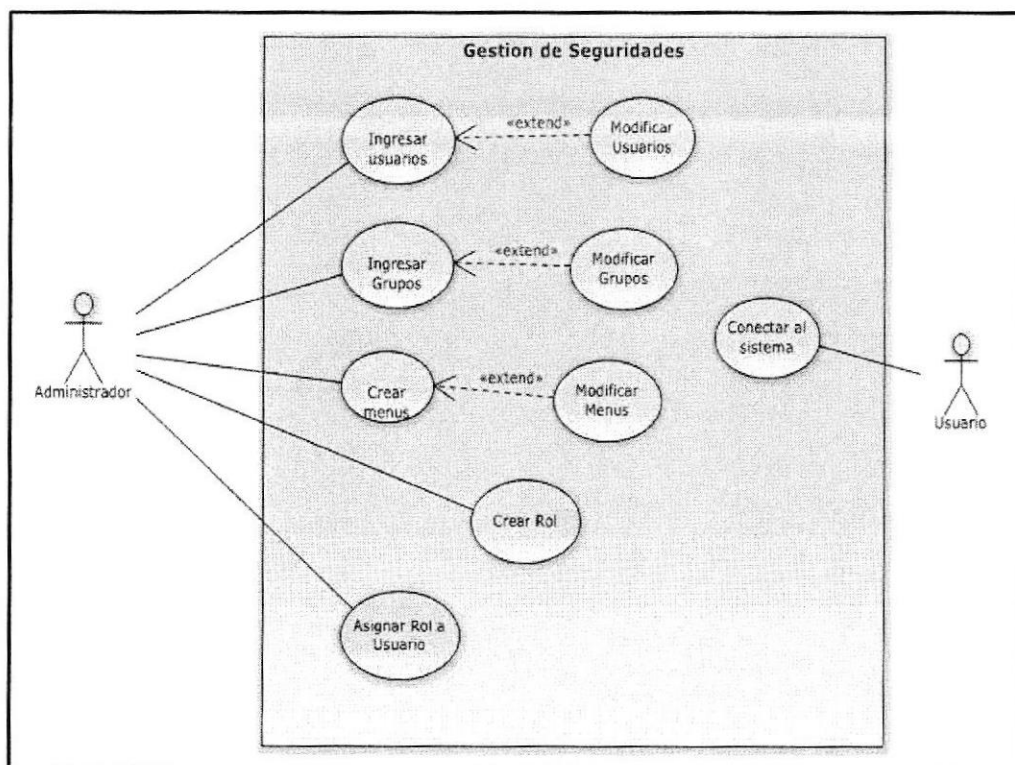 Gestion de Seguridades
Ingresar
usuarios
«extend»
Modificar
Usuarios
Ingresar
Grupos
«extend»
Modificar
Grupos
Conectar al
sistema
Administrador
Crear
menus
«extend»
Modificar
Menus
Usuario
Crear Rol
Asignar Rol a
Usuario